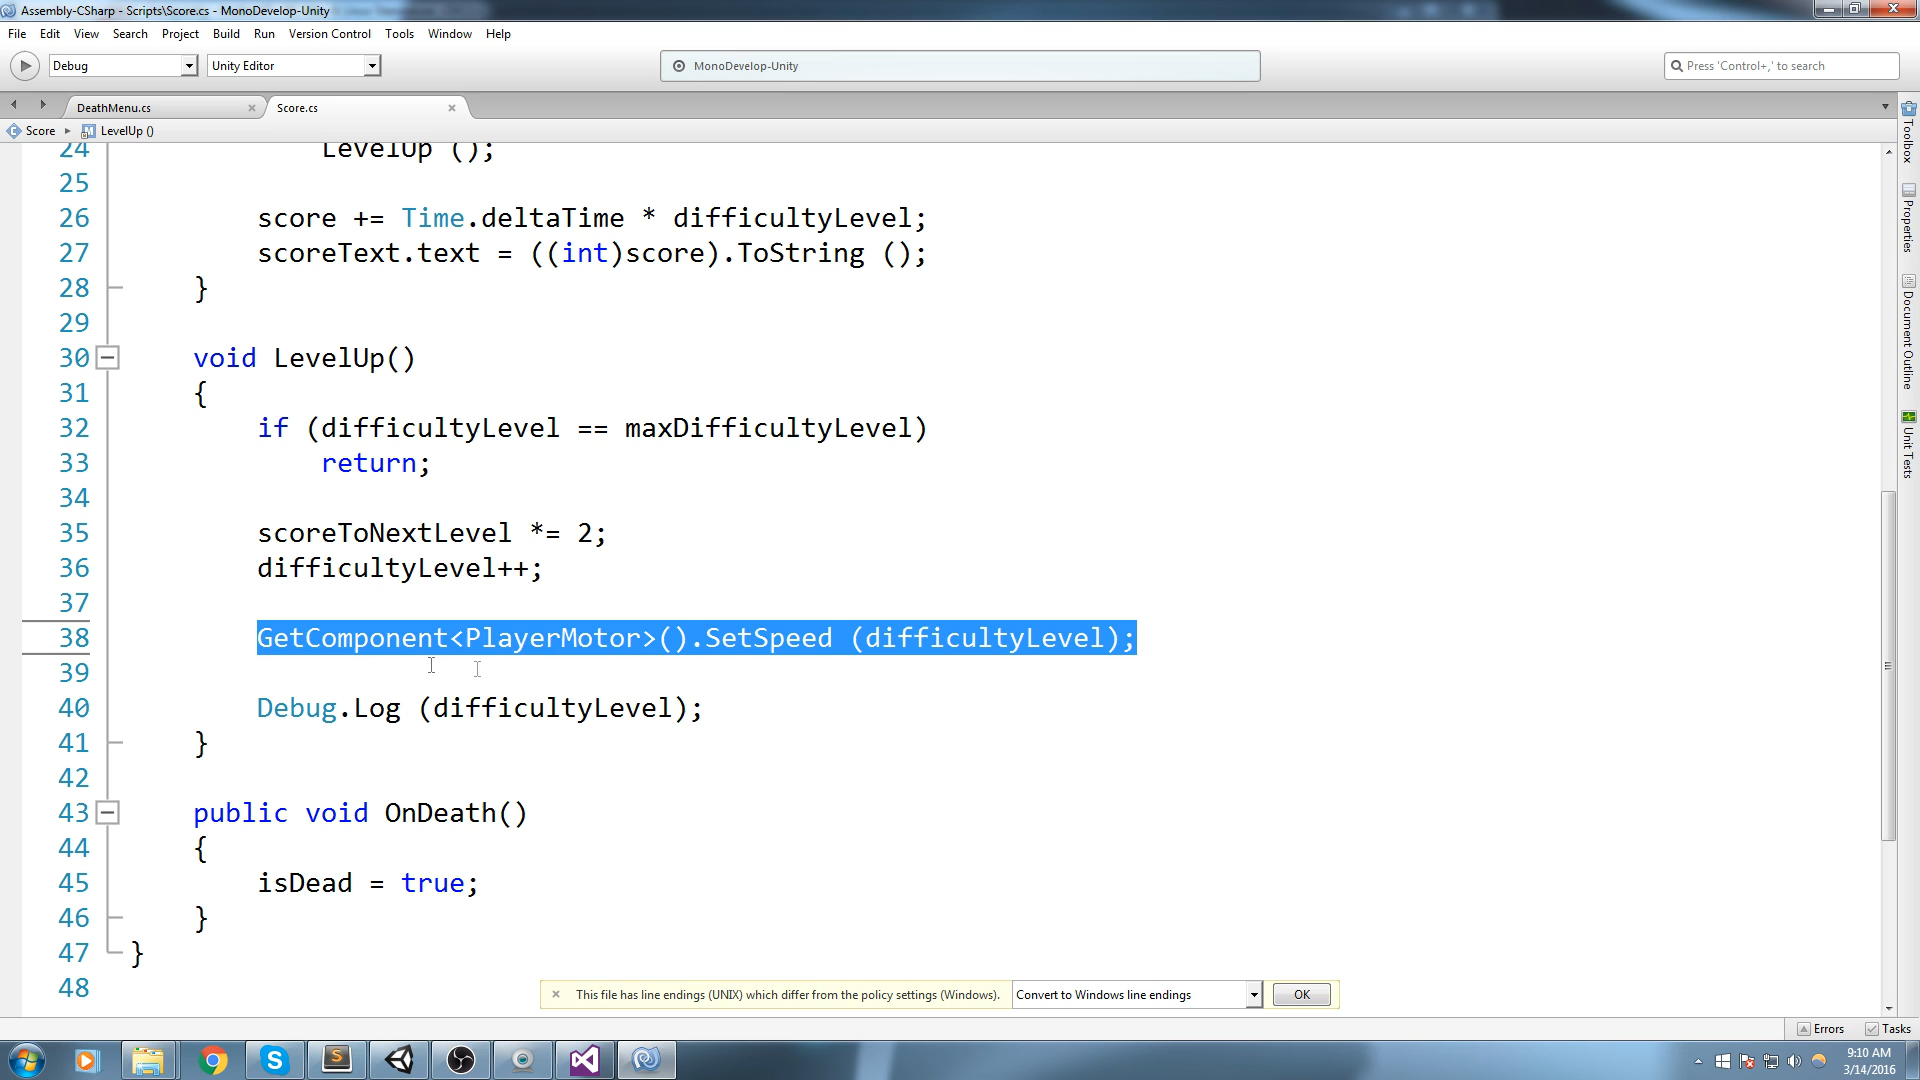 Assembly-CSharp - Scripts\Score.cs - MonoDevelop-Unity
File Edit View Search Project Build Run Version Control Tools Window Help
Debug Unity Editor MonoDevelop-Unity Press 'Control+,' to search
DeathMenu.cs Score.cs
Score LevelUp ()
24 LevelUp ();
25
26 score += Time.deltaTime * difficultyLevel;
27 scoreText.text = ((int)score).ToString ();
28 }
29
30 void LevelUp()
31 {
32 if (difficultyLevel == maxDifficultyLevel)
33 return;
34
35 scoreToNextLevel *= 2;
36 difficultyLevel++;
37
38 GetComponent<PlayerMotor>().SetSpeed (difficultyLevel);
39
40 Debug.Log (difficultyLevel);
41 }
42
43 public void OnDeath()
44 {
45 isDead = true;
46 }
47 }
48
Toolbox
Properties
Document Outline
Unit Tests
This file has line endings (UNIX) which differ from the policy settings (Windows). Convert to Windows line endings OK
Errors Tasks
9:10 AM
3/14/2016